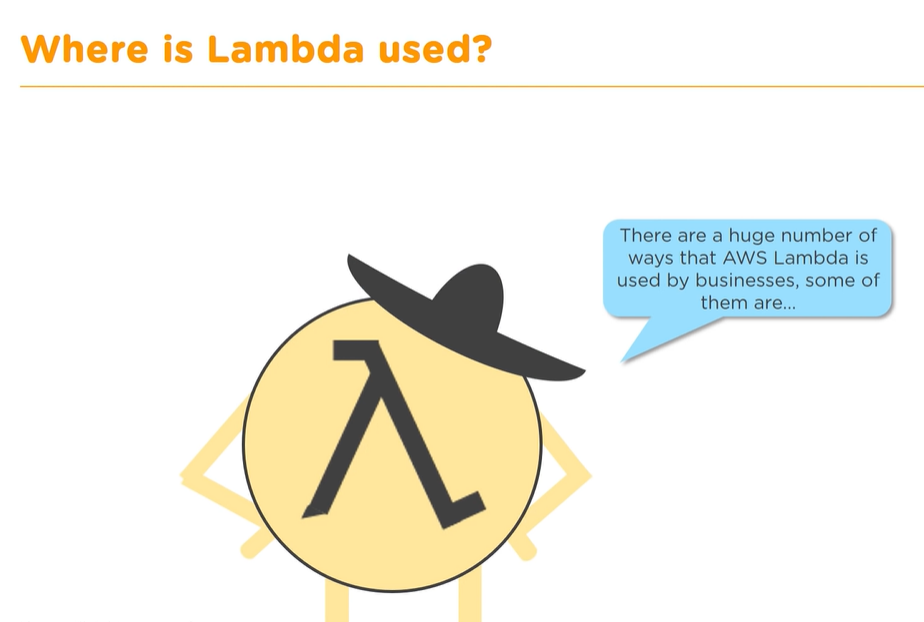 Where is Lambda used?
There are a huge number of
ways that AWS Lambda is
used by businesses, some of
them are...
λ